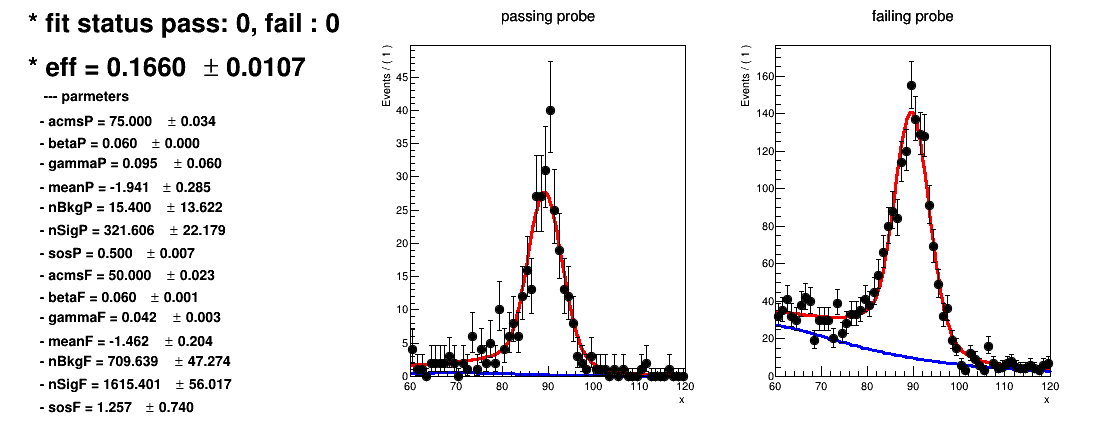 * fit status pass: 0, fail : 0
* eff = 0.1660 ± 0.0107
--- parmeters
- acmsP = 75.000 ± 0.034
- betaP = 0.060 ± 0.000
- gammaP = 0.095 ± 0.060
- meanP = -1.941 ± 0.285
- nBkgP = 15.400 ± 13.622
- nSigP = 321.606 ± 22.179
- sosP = 0.500 ± 0.007
- acmsF = 50.000 ± 0.023
- betaF = 0.060 ± 0.001
- gammaF = 0.042 ± 0.003
- meanF = -1.462 ± 0.204
- nBkgF = 709.639 ± 47.274
- nSigF = 1615.401 ± 56.017
- sosF = 1.257 ± 0.740
passing probe
Events / ( 1 )
45
40
35
30
25
20
15
10
5
0
60 70 80 90 100 110 120
x
failing probe
Events / ( 1 )
160
140
120
100
80
60
40
20
0
60 70 80 90 100 110 120
x